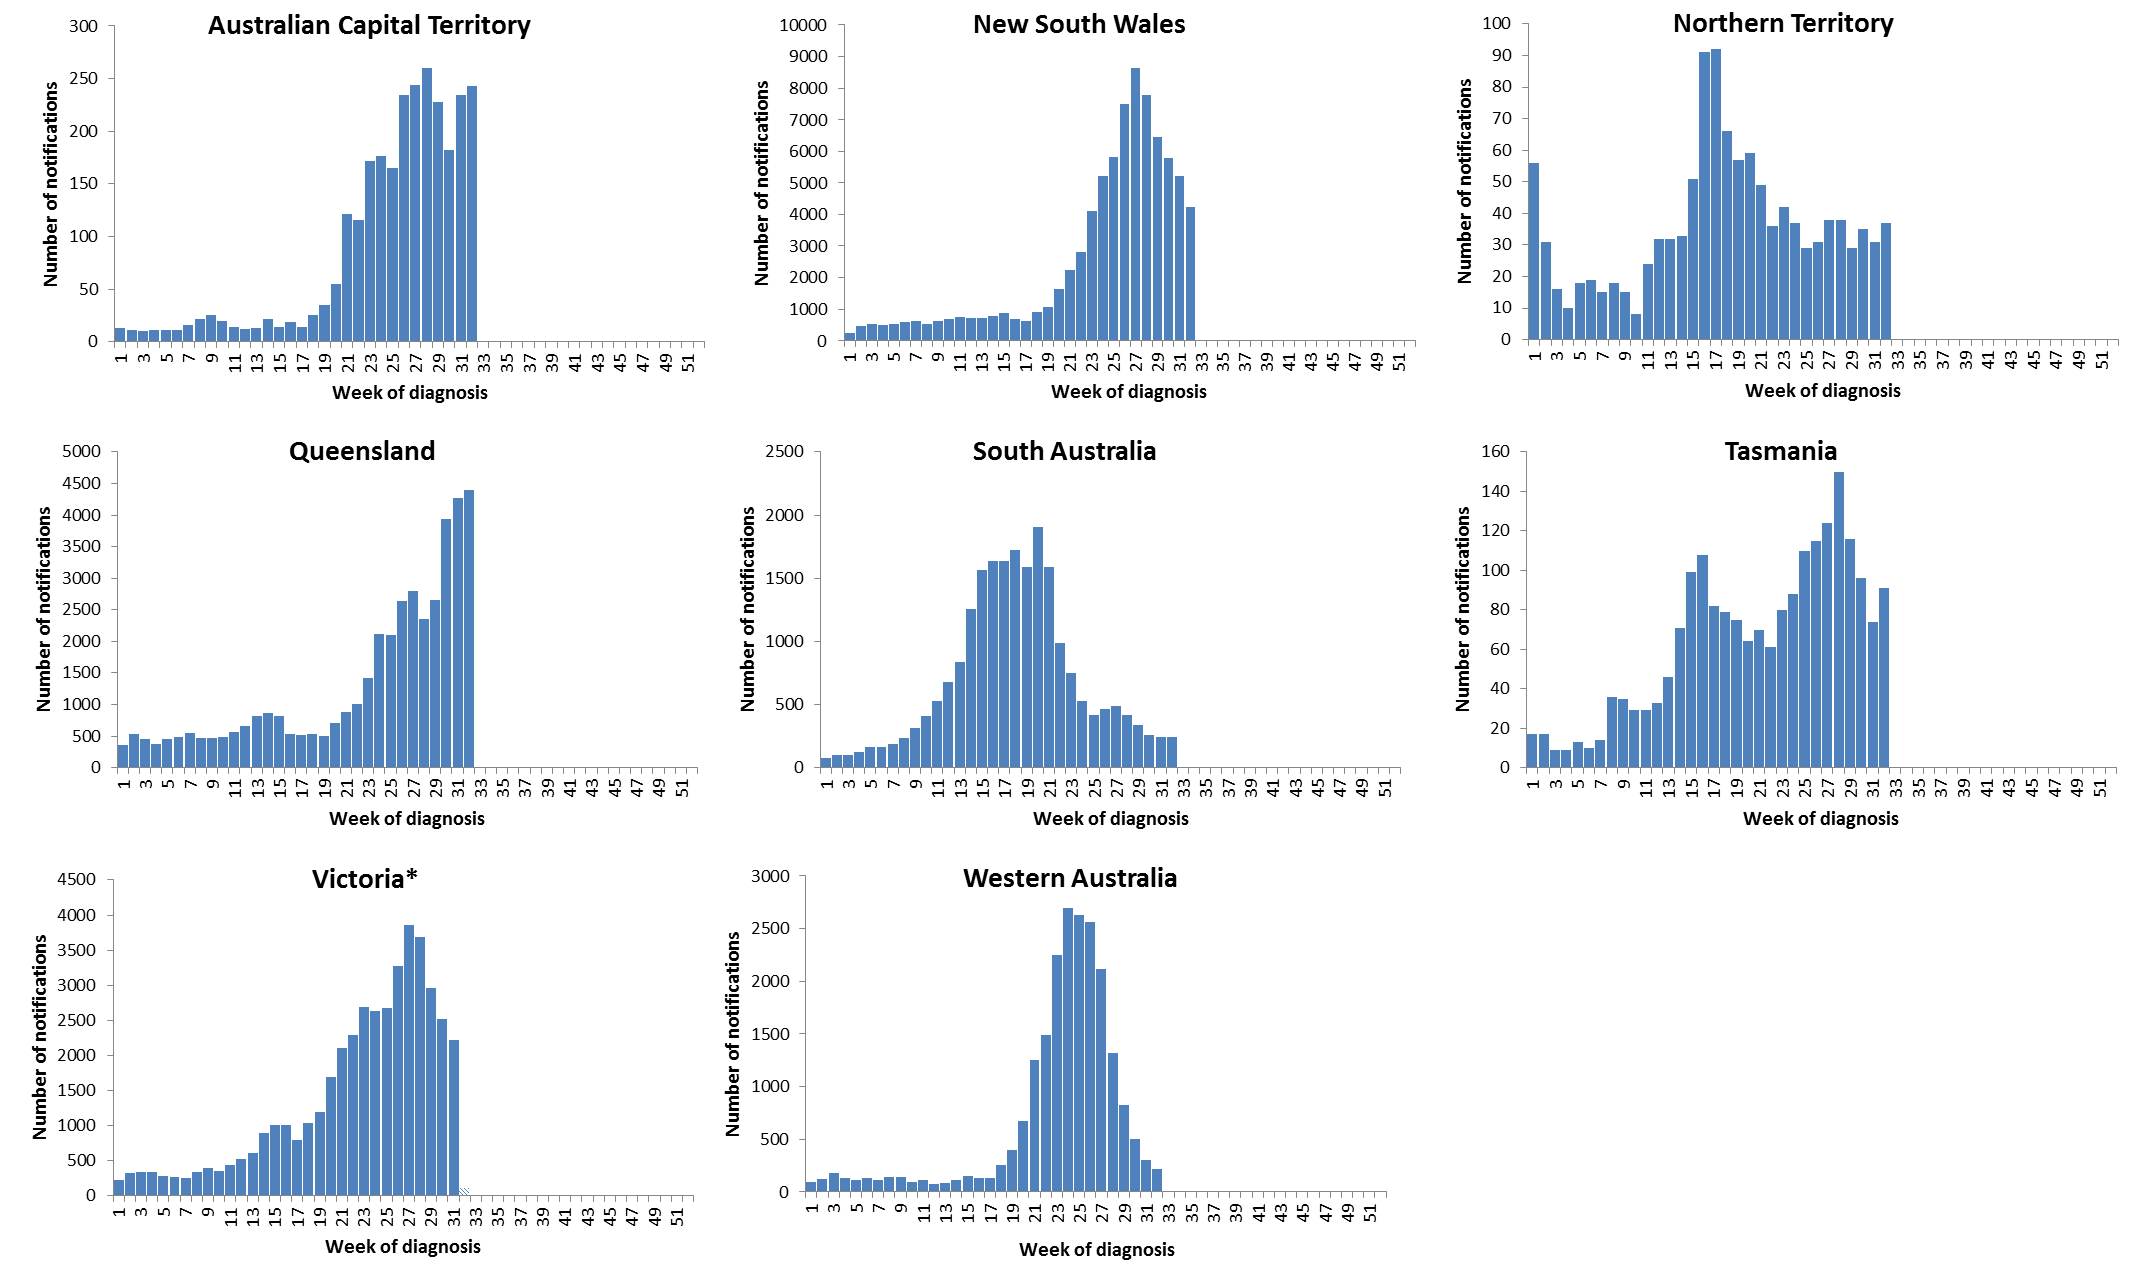 Australian Capital Territory
Number of notifications
300
250
200
150
100
50
0
1 3 5 7 9 11 13 15 17 19 21 23 25 27 29 31 33 35 37 39 41 43 45 47 49 51
Week of diagnosis
New South Wales
Number of notifications
10000
9000
8000
7000
6000
5000
4000
3000
2000
1000
0
1 3 5 7 9 11 13 15 17 19 21 23 25 27 29 31 33 35 37 39 41 43 45 47 49 51
Week of diagnosis
Northern Territory
Number of notifications
100
90
80
70
60
50
40
30
20
10
0
1 3 5 7 9 11 13 15 17 19 21 23 25 27 29 31 33 35 37 39 41 43 45 47 49 51
Week of diagnosis
Queensland
Number of notifications
5000
4500
4000
3500
3000
2500
2000
1500
1000
500
0
1 3 5 7 9 11 13 15 17 19 21 23 25 27 29 31 33 35 37 39 41 43 45 47 49 51
Week of diagnosis
South Australia
Number of notifications
2500
2000
1500
1000
500
0
1 3 5 7 9 11 13 15 17 19 21 23 25 27 29 31 33 35 37 39 41 43 45 47 49 51
Week of diagnosis
Tasmania
Number of notifications
160
140
120
100
80
60
40
20
0
1 3 5 7 9 11 13 15 17 19 21 23 25 27 29 31 33 35 37 39 41 43 45 47 49 51
Week of diagnosis
Victoria*
Number of notifications
4500
4000
3500
3000
2500
2000
1500
1000
500
0
1 3 5 7 9 11 13 15 17 19 21 23 25 27 29 31 33 35 37 39 41 43 45 47 49 51
Week of diagnosis
Western Australia
Number of notifications
3000
2500
2000
1500
1000
500
0
1 3 5 7 9 11 13 15 17 19 21 23 25 27 29 31 33 35 37 39 41 43 45 47 49 51
Week of diagnosis